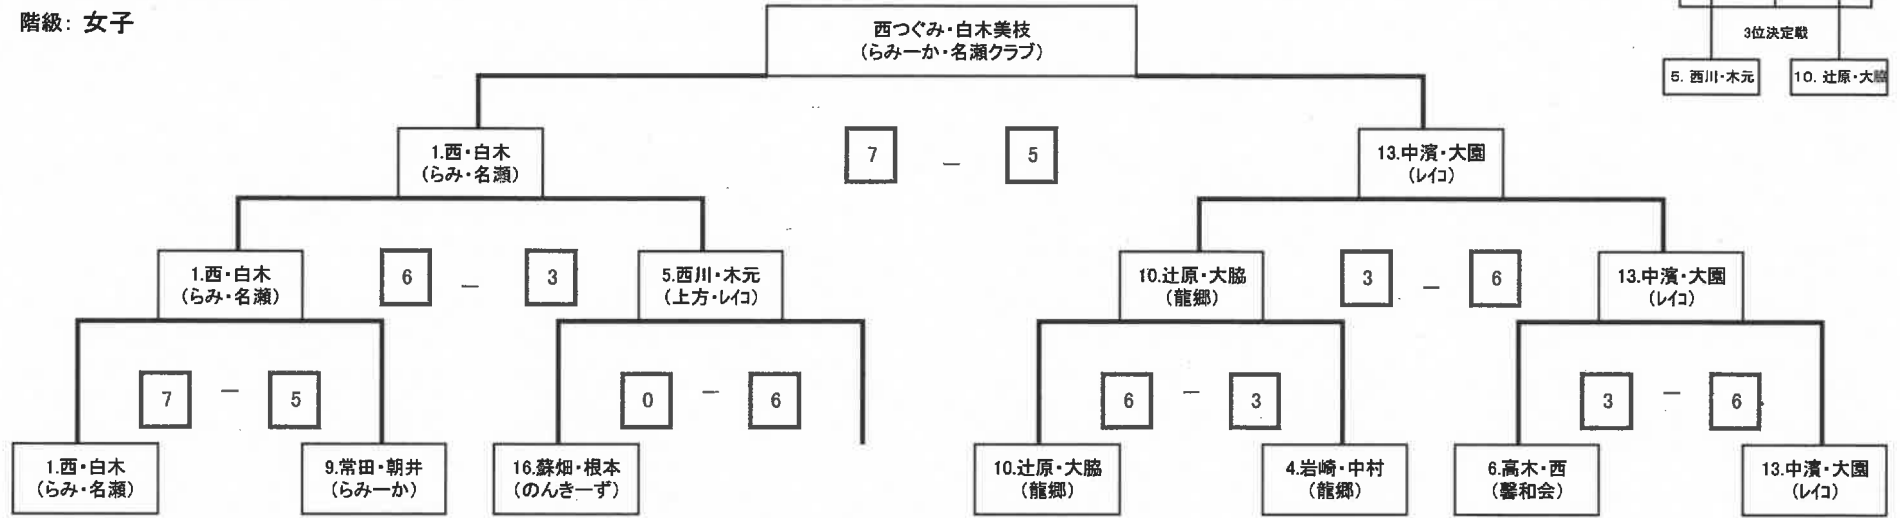 階級: 女子
西つぐみ・白木美枝
(らみーか・名瀬クラブ)
3位決定戦
5. 西川・木元
10. 辻原・大脇
1.西・白木
(らみ・名瀬)
7 － 5
13.中濱・大園
(レイコ)
1.西・白木
(らみ・名瀬)
6 － 3
5.西川・木元
(上方・レイコ)
10.辻原・大脇
(龍郷)
3 － 6
13.中濱・大園
(レイコ)
7 － 5
0 － 6
6 － 3
3 － 6
1.西・白木
(らみ・名瀬)
9.常田・朝井
(らみーか)
16.蘇畑・根本
(のんきーず)
10.辻原・大脇
(龍郷)
4.岩崎・中村
(龍郷)
6.高木・西
(馨和会)
13.中濱・大園
(レイコ)